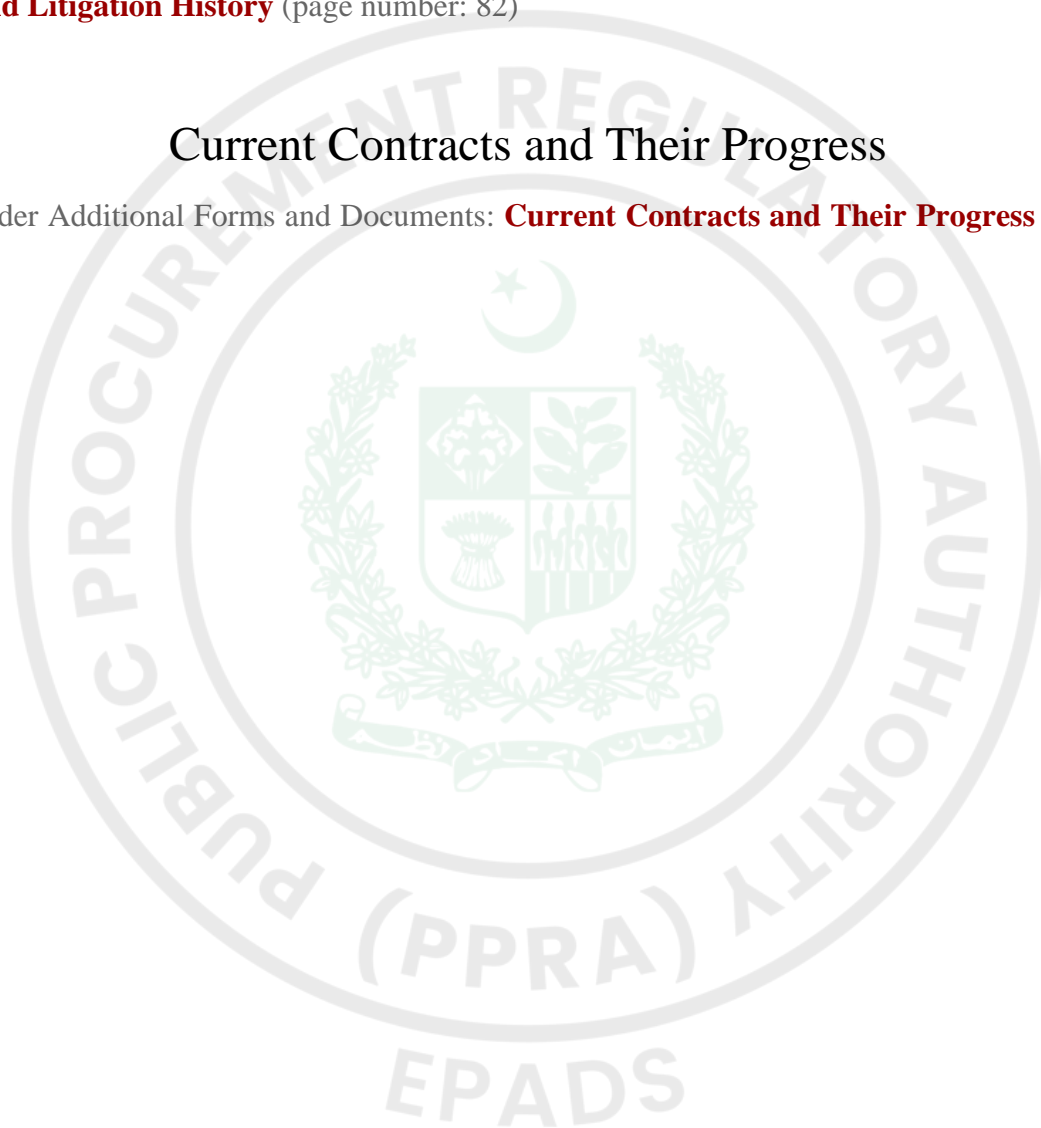 d Litigation History (page number: 82)
Current Contracts and Their Progress
der Additional Forms and Documents: Current Contracts and Their Progress
PUBLIC PROCUREMENT REGULATORY AUTHORITY
(PPRA)
EPADS